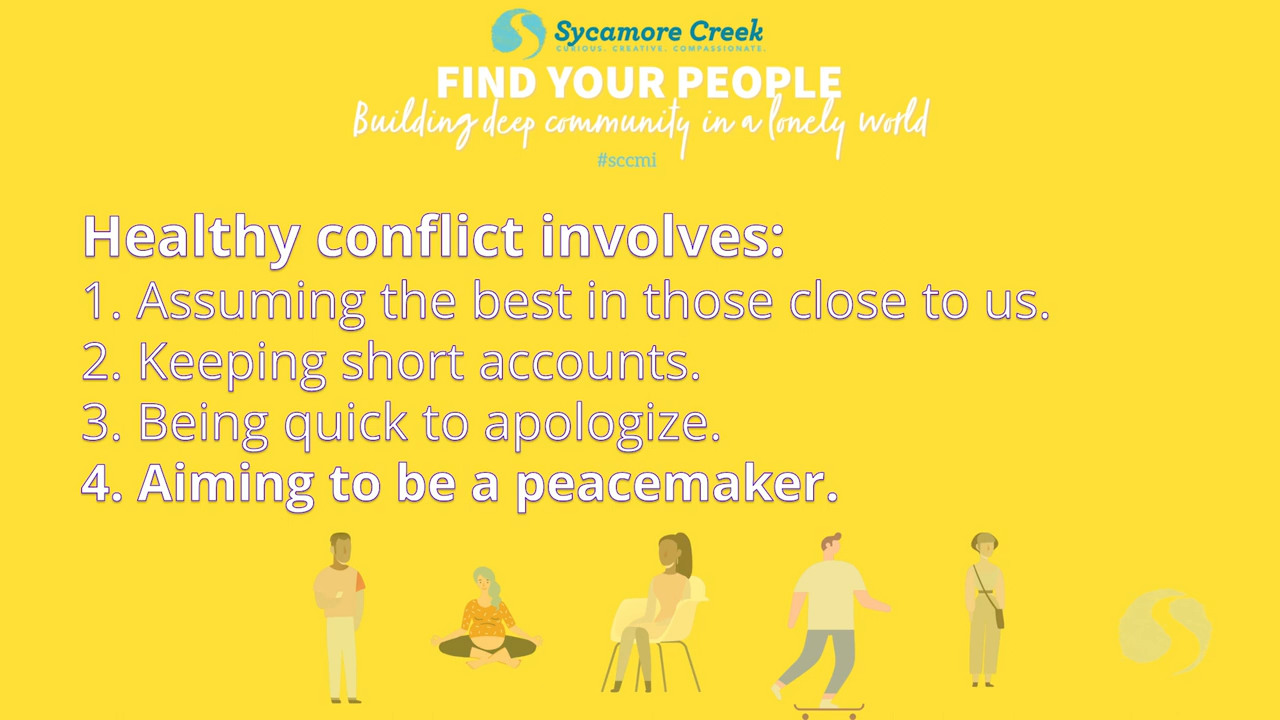 Sycamore Creek
CURIOUS. CREATIVE. COMPASSIONATE.
FIND YOUR PEOPLE
Building deep community in a lonely world
#sccmi
Healthy conflict involves:
1. Assuming the best in those close to us.
2. Keeping short accounts.
3. Being quick to apologize.
4. Aiming to be a peacemaker.